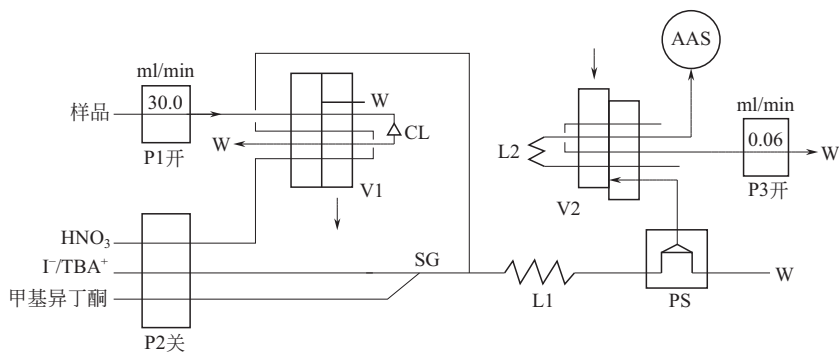 AAS
ml/min
样品
30.0
P1开
W
W
CL
V1
L2
V2
ml/min
0.06
W
P3开
HNO₃
I⁻/TBA⁺
甲基异丁酮
P2关
SG
L1
PS
W